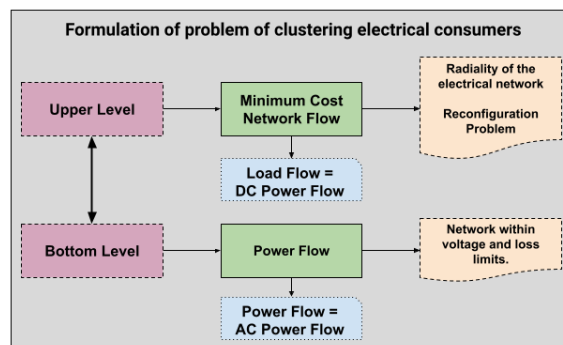 Formulation of problem of clustering electrical consumers
Upper Level
Minimum Cost
Network Flow
Radiality of the
electrical network
Reconfiguration
Problem
Load Flow =
DC Power Flow
Bottom Level
Power Flow
Network within
voltage and loss
limits.
Power Flow =
AC Power Flow